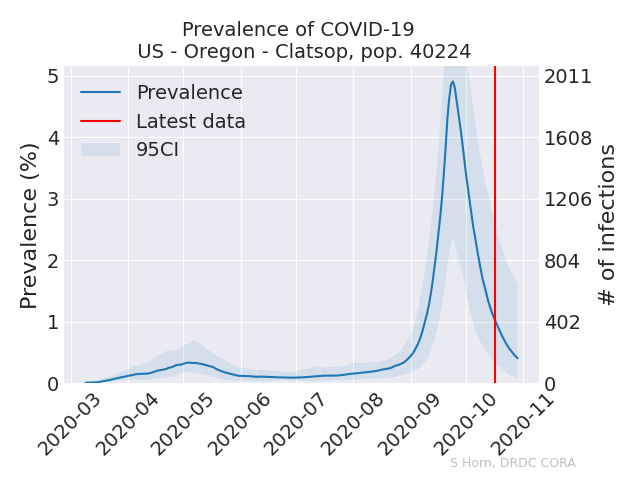 Prevalence of COVID-19
US - Oregon - Clatsop, pop. 40224
Prevalence
Latest data
95CI
Prevalence (%)
5
4
3
2
1
0
2011
1608
1206
804
402
0
# of infections
2020-03
2020-04
2020-05
2020-06
2020-07
2020-08
2020-09
2020-10
2020-11
S Horn, DRDC CORA